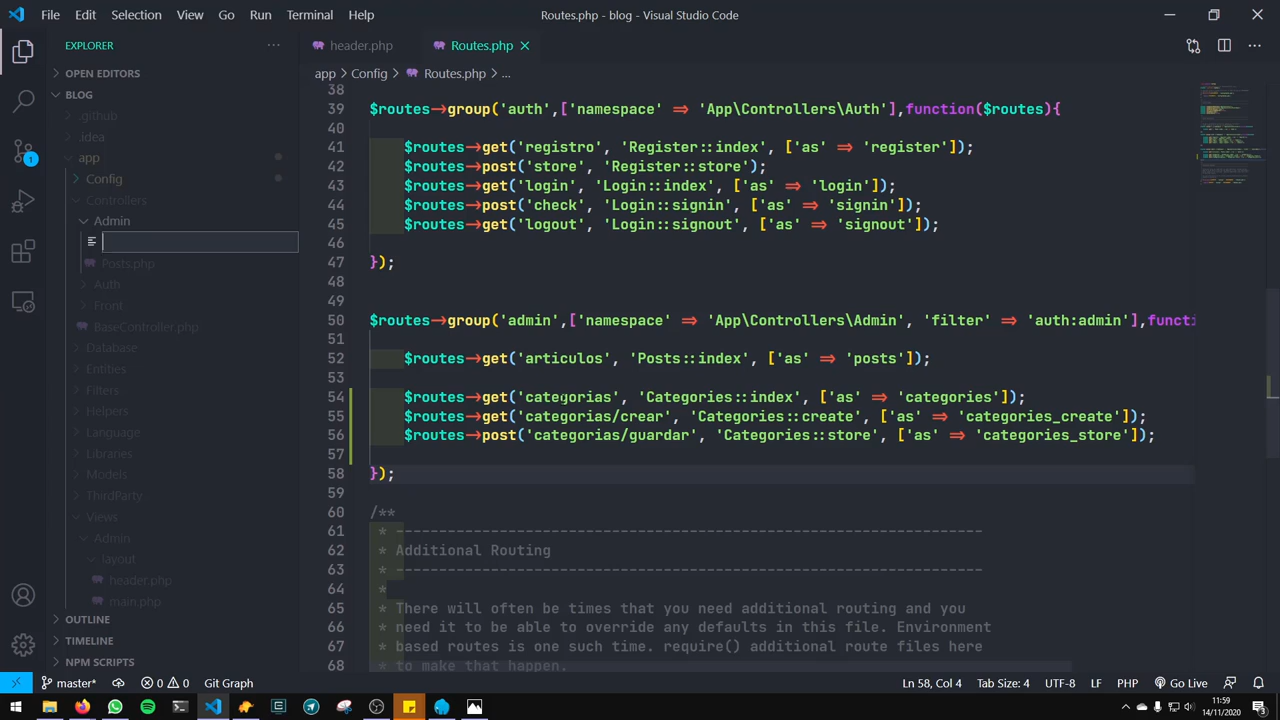 File Edit Selection View Go Run Terminal Help
Routes.php - blog - Visual Studio Code
EXPLORER
OPEN EDITORS
BLOG
.github
.idea
app
Config
Controllers
Admin
Posts.php
Auth
Front
BaseController.php
Database
Entities
Filters
Helpers
Language
Libraries
Models
ThirdParty
Views
Admin
layout
header.php
main.php
OUTLINE
TIMELINE
NPM SCRIPTS
header.php Routes.php
app > Config > Routes.php > ...
38
39 $routes->group('auth',['namespace' => 'App\Controllers\Auth'],function($routes){
40
41 $routes->get('registro', 'Register::index', ['as' => 'register']);
42 $routes->post('store', 'Register::store');
43 $routes->get('login', 'Login::index', ['as' => 'login']);
44 $routes->post('check', 'Login::signin', ['as' => 'signin']);
45 $routes->get('logout', 'Login::signout', ['as' => 'signout']);
46
47 });
48
49
50 $routes->group('admin',['namespace' => 'App\Controllers\Admin', 'filter' => 'auth:admin'],functi
51
52 $routes->get('articulos', 'Posts::index', ['as' => 'posts']);
53
54 $routes->get('categorias', 'Categories::index', ['as' => 'categories']);
55 $routes->get('categorias/crear', 'Categories::create', ['as' => 'categories_create']);
56 $routes->post('categorias/guardar', 'Categories::store', ['as' => 'categories_store']);
57
58 });
59
60 /**
61 * --------------------------------------------------------------------
62 * Additional Routing
63 * --------------------------------------------------------------------
64 *
65 * There will often be times that you need additional routing and you
66 * need it to be able to override any defaults in this file. Environment
67 * based routes is one such time. require() additional route files here
68 * to make that happen.
master* 0 0 Git Graph
Ln 58, Col 4 Tab Size: 4 UTF-8 LF PHP Go Live
11:59
14/11/2020